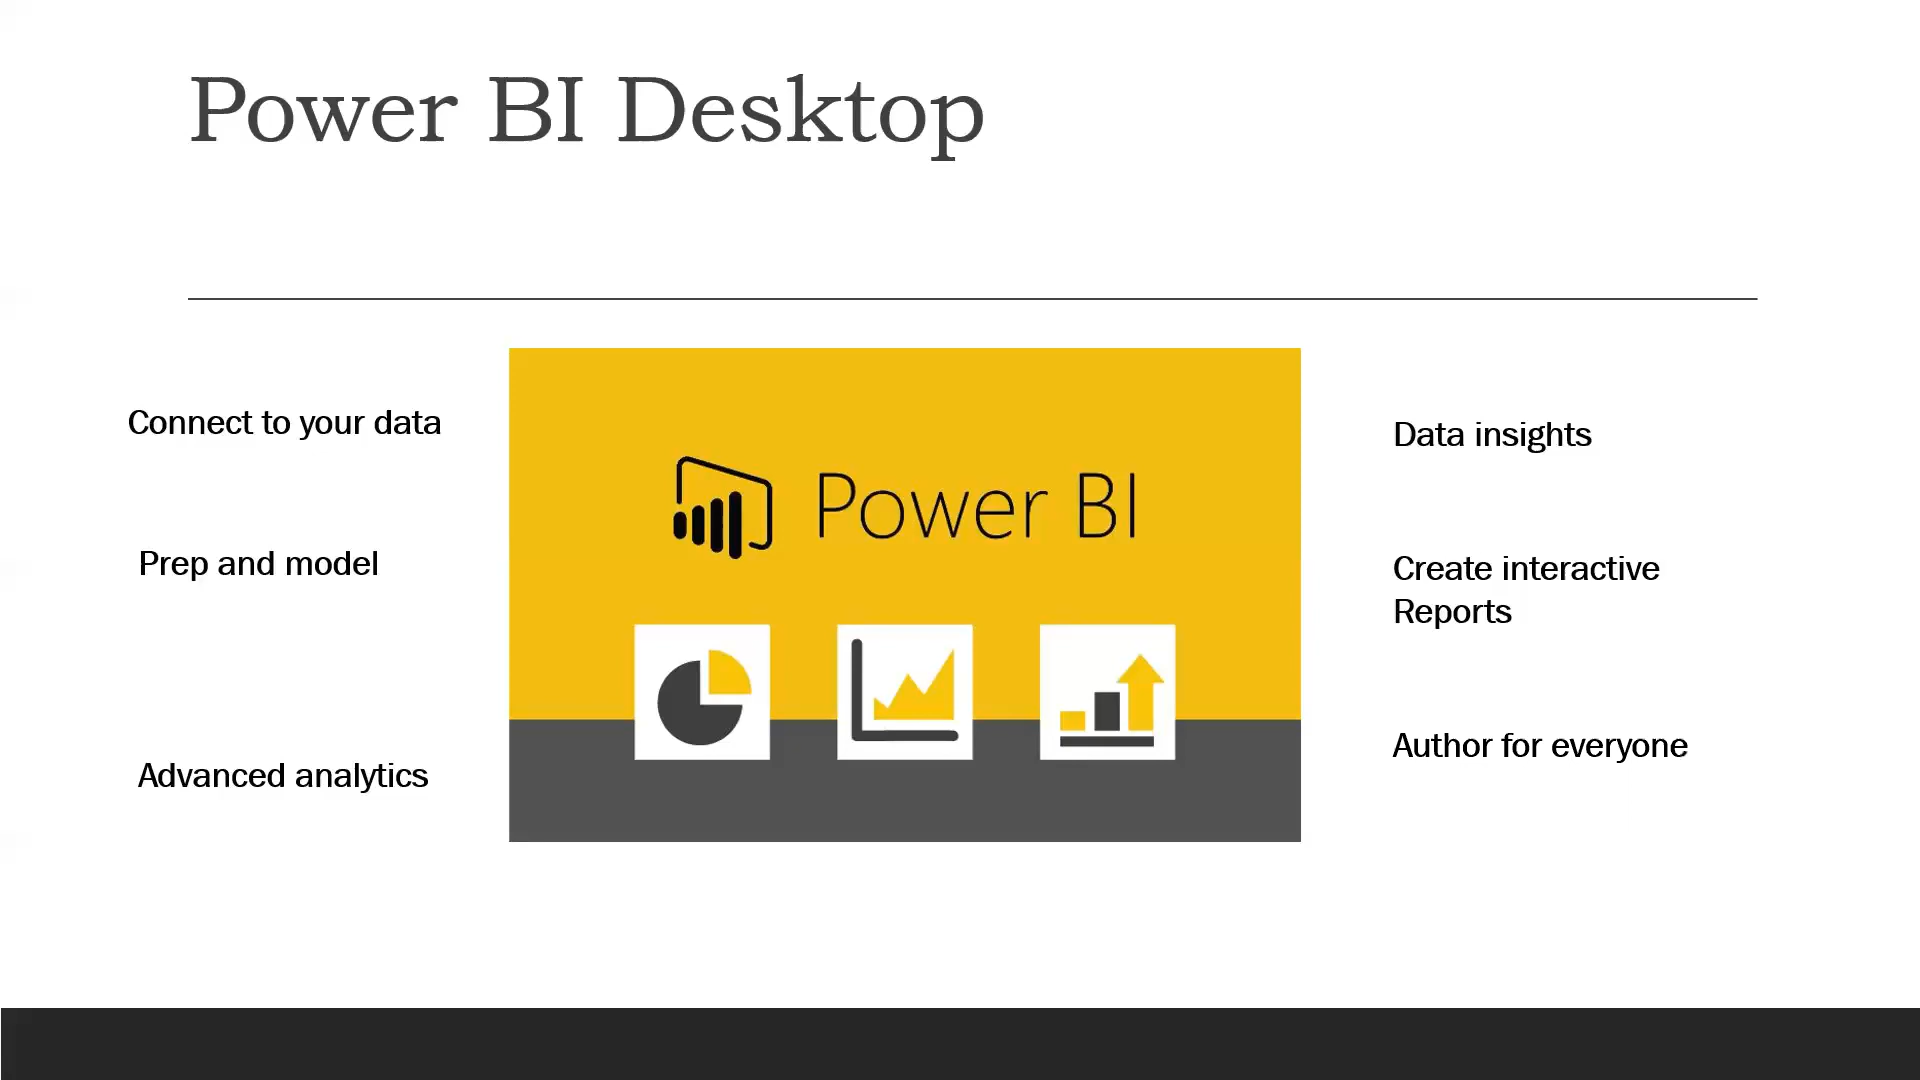 Power BI Desktop
Connect to your data
Prep and model
Advanced analytics
Power BI
Data insights
Create interactive
Reports
Author for everyone